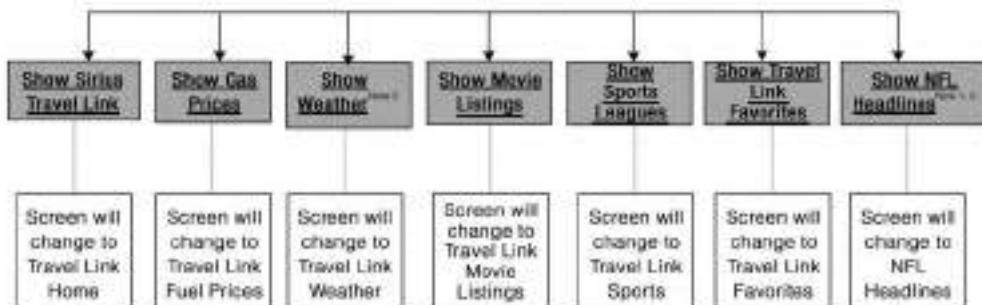 Show Sirius
Travel Link
Show Gas
Prices
Show
Weather
Show Movie
Listings
Show
Sports
Leagues
Show Travel
Link
Favorites
Show NFL
Headlines
Screen will
change to
Travel Link
Home
Screen will
change to
Travel Link
Fuel Prices
Screen will
change to
Travel Link
Weather
Screen will
change to
Travel Link
Movie
Listings
Screen will
change to
Travel Link
Sports
Screen will
change to
Travel Link
Favorites
Screen will
change to
NFL
Headlines